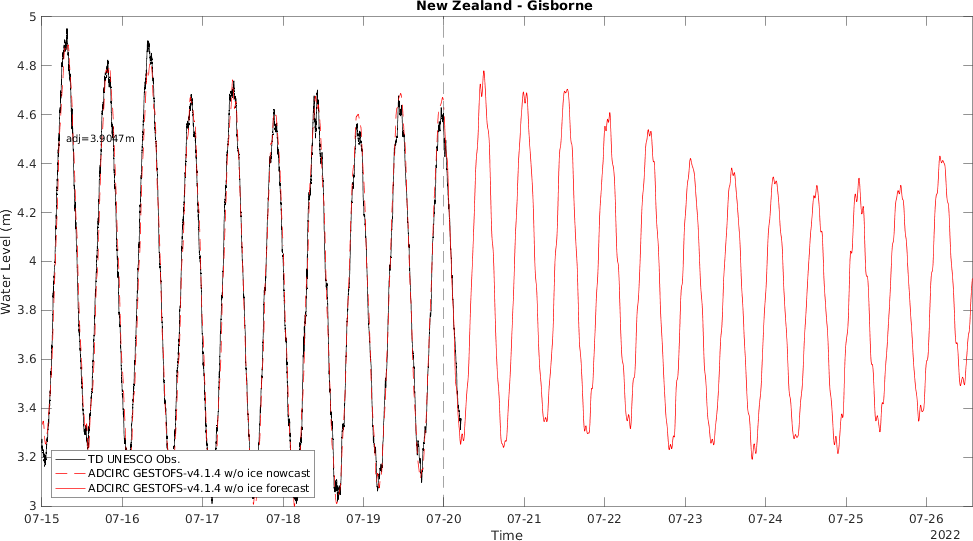 New Zealand - Gisborne
Water Level (m)
5
4.8
4.6
4.4
4.2
4
3.8
3.6
3.4
3.2
3
adj=3.9047m
TD UNESCO Obs.
ADCIRC GESTOFS-v4.1.4 w/o ice nowcast
ADCIRC GESTOFS-v4.1.4 w/o ice forecast
07-15 07-16 07-17 07-18 07-19 07-20 07-21 07-22 07-23 07-24 07-25 07-26
Time
2022